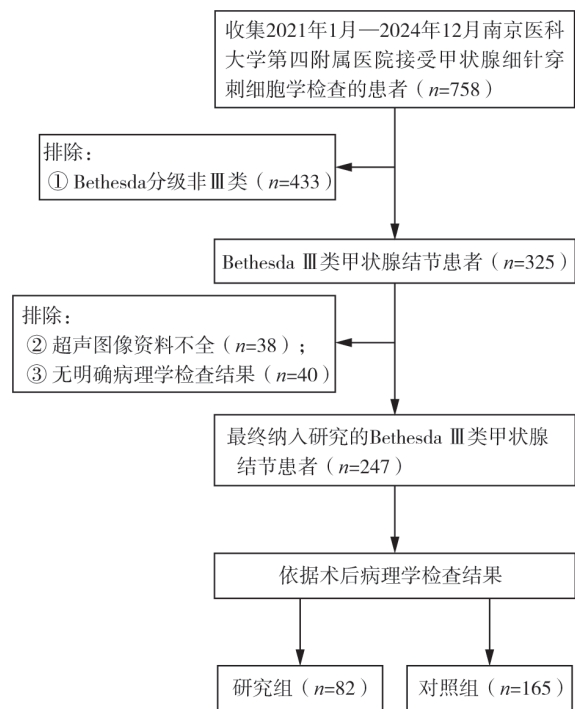 收集2021年1月—2024年12月南京医科
大学第四附属医院接受甲状腺细针穿
刺细胞学检查的患者（n=758）
排除：
① Bethesda分级非Ⅲ类（n=433）
Bethesda Ⅲ类甲状腺结节患者（n=325）
排除：
② 超声图像资料不全（n=38）；
③ 无明确病理学检查结果（n=40）
最终纳入研究的Bethesda Ⅲ类甲状腺
结节患者（n=247）
依据术后病理学检查结果
研究组（n=82）
对照组（n=165）